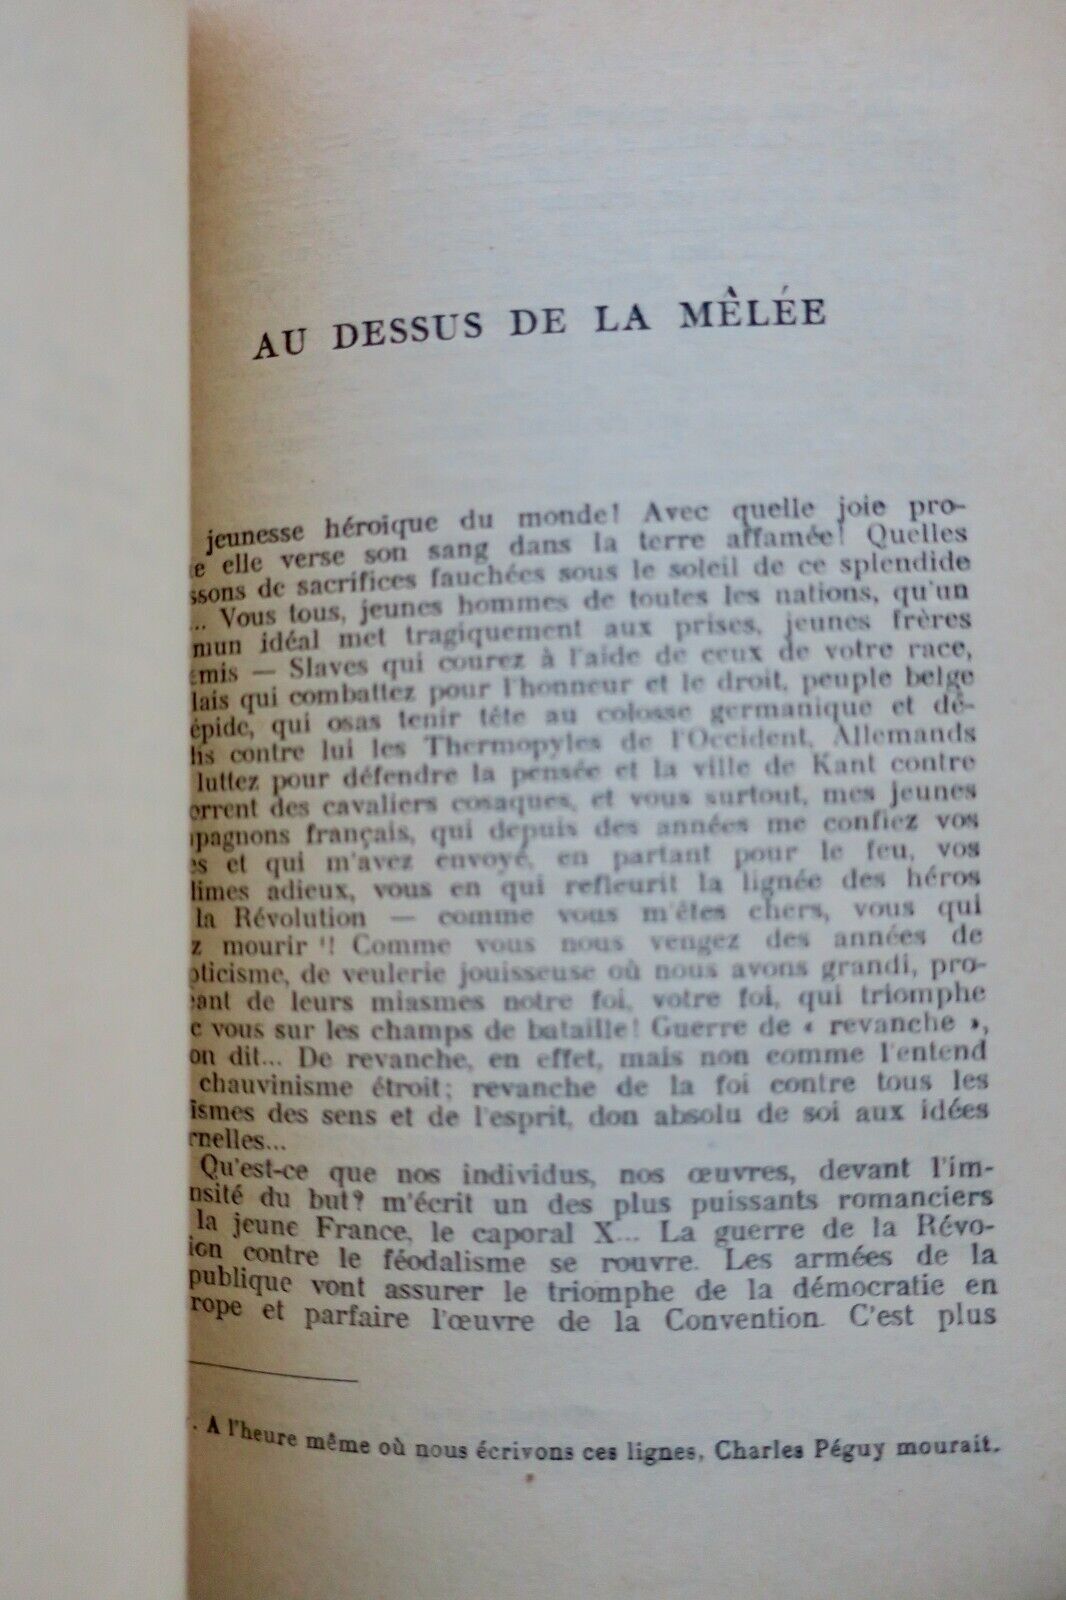 AU DESSUS DE LA MÊLÉE
jeunesse héroïque du monde! Avec quelle joie pro-
e elle verse son sang dans la terre affamée! Quelles
ssons de sacrifices fauchées sous le soleil de ce splendide
... Vous tous, jeunes hommes de toutes les nations, qu'un
mun idéal met tragiquement aux prises, jeunes frères
emis — Slaves qui courez à l'aide de ceux de votre race,
lais qui combattez pour l'honneur et le droit, peuple belge
épide, qui osas tenir tête au colosse germanique et dé-
dis contre lui les Thermopyles de l'Occident, Allemands
luttez pour défendre la pensée et la ville de Kant contre
orrent des cavaliers cosaques, et vous surtout, mes jeunes
pagnons français, qui depuis des années me confiez vos
es et qui m'avez envoyé, en partant pour le feu, vos
limes adieux, vous en qui refleurit la lignée des héros
la Révolution — comme vous m'êtes chers, vous qui
z mourir ¹! Comme vous nous vengez des années de
pticisme, de veulerie jouisseuse où nous avons grandi, pro-
eant de leurs miasmes notre foi, votre foi, qui triomphe
c vous sur les champs de bataille! Guerre de « revanche »,
on dit... De revanche, en effet, mais non comme l'entend
chauvinisme étroit; revanche de la foi contre tous les
ïsmes des sens et de l'esprit, don absolu de soi aux idées
rnelles...
Qu'est-ce que nos individus, nos œuvres, devant l'im-
nsité du but? m'écrit un des plus puissants romanciers
la jeune France, le caporal X... La guerre de la Révo-
ion contre le féodalisme se rouvre. Les armées de la
publique vont assurer le triomphe de la démocratie en
rope et parfaire l'œuvre de la Convention. C'est plus
. A l'heure même où nous écrivons ces lignes, Charles Péguy mourait.